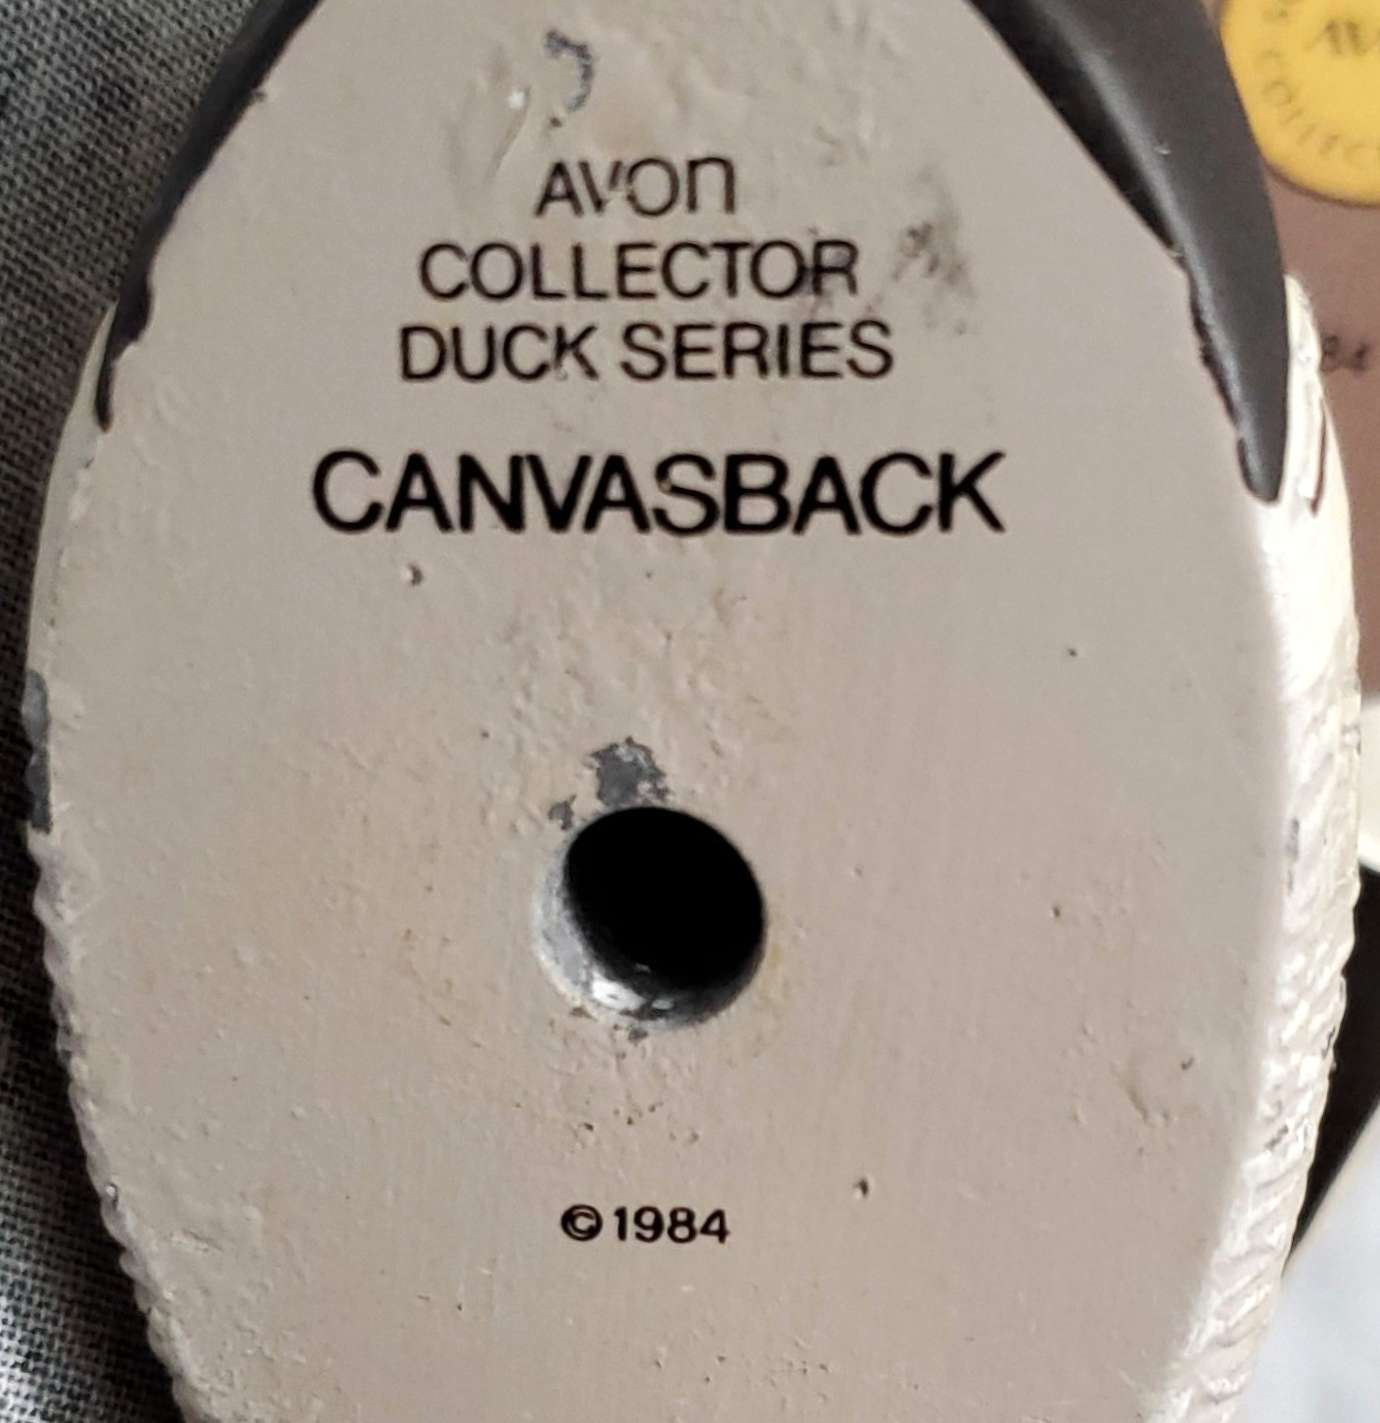 AVON
COLLECTOR
DUCK SERIES
CANVASBACK
©1984